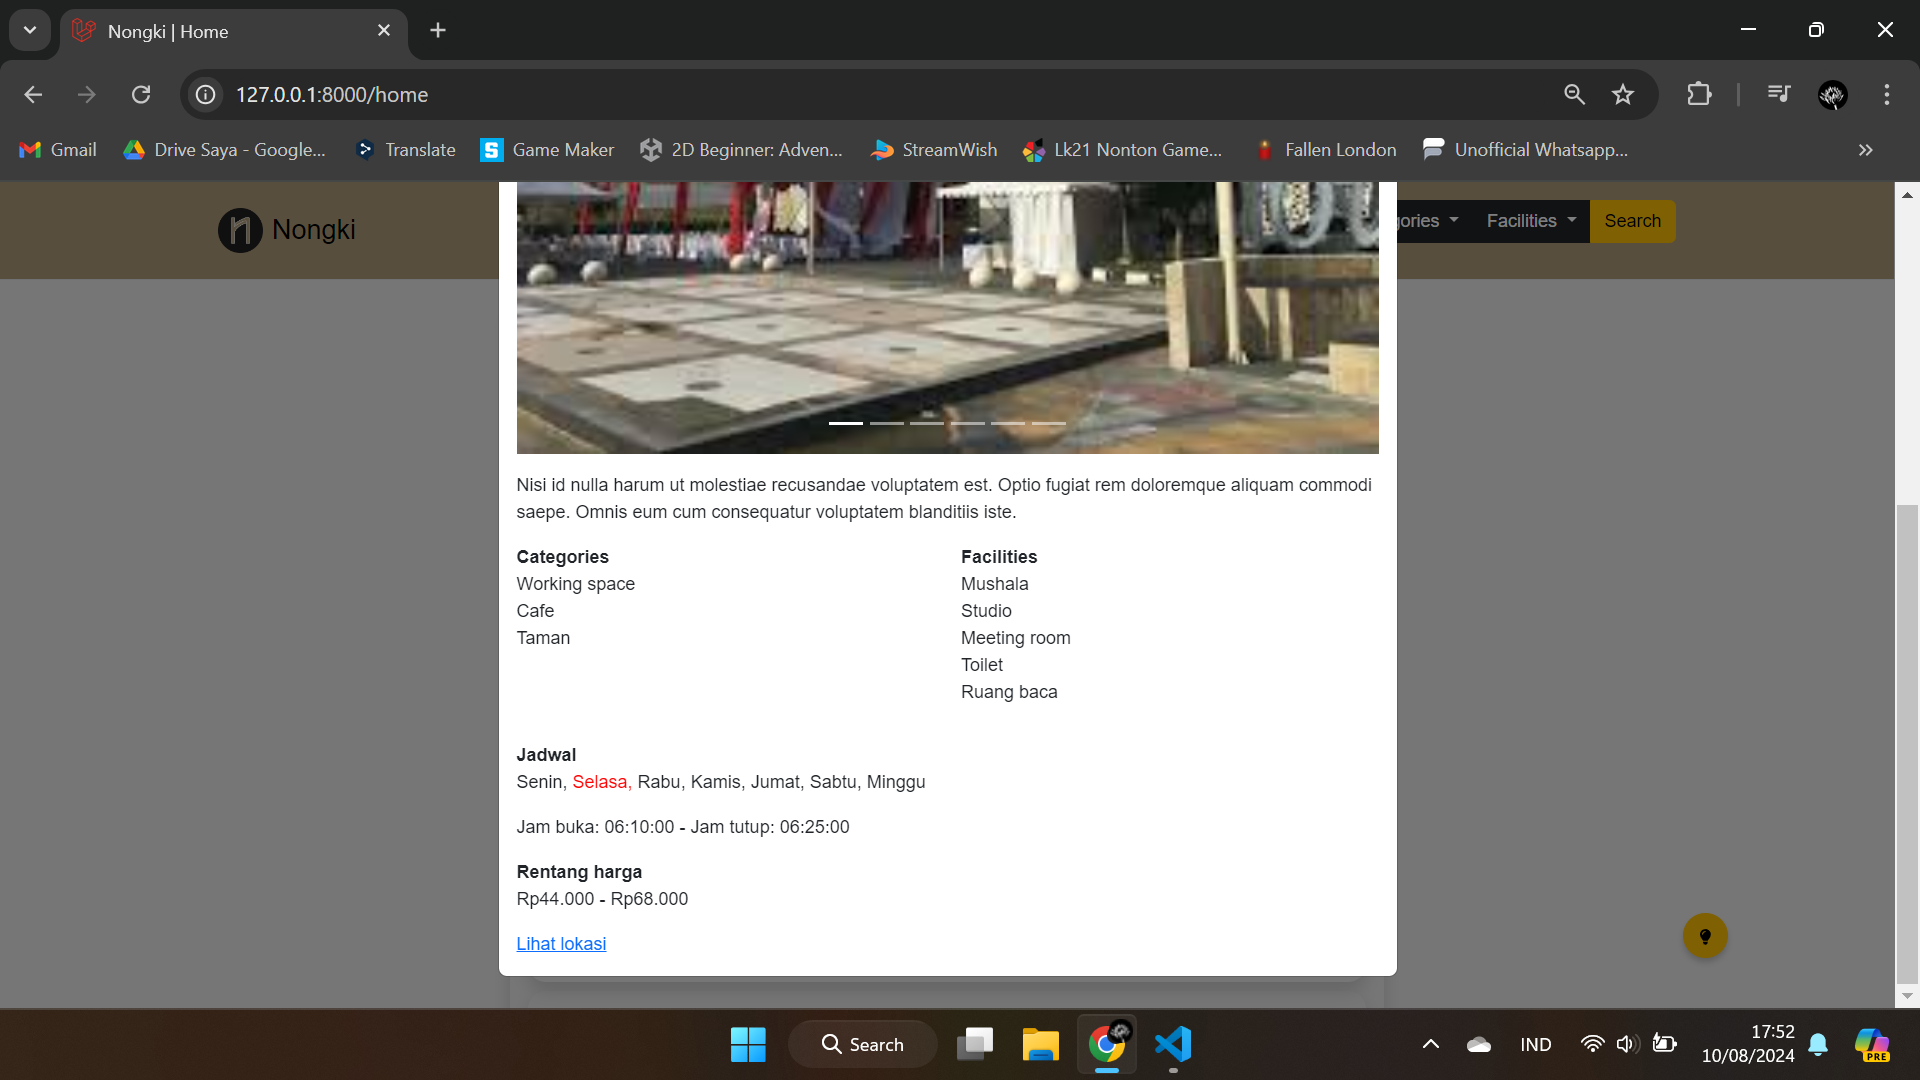 Nongki | Home
127.0.0.1:8000/home
Gmail
Drive Saya - Google...
Translate
S Game Maker
2D Beginner: Adven...
StreamWish
Lk21 Nonton Game...
Fallen London
Unofficial Whatsapp...
n Nongki
gories
Facilities
Search
Nisi id nulla harum ut molestiae recusandae voluptatem est. Optio fugiat rem doloremque aliquam commodi
saepe. Omnis eum cum consequatur voluptatem blanditiis iste.
Categories
Working space
Cafe
Taman
Facilities
Mushala
Studio
Meeting room
Toilet
Ruang baca
Jadwal
Senin, Selasa, Rabu, Kamis, Jumat, Sabtu, Minggu
Jam buka: 06:10:00 - Jam tutup: 06:25:00
Rentang harga
Rp44.000 - Rp68.000
Lihat lokasi
Search
IND
17:52
10/08/2024
PRE